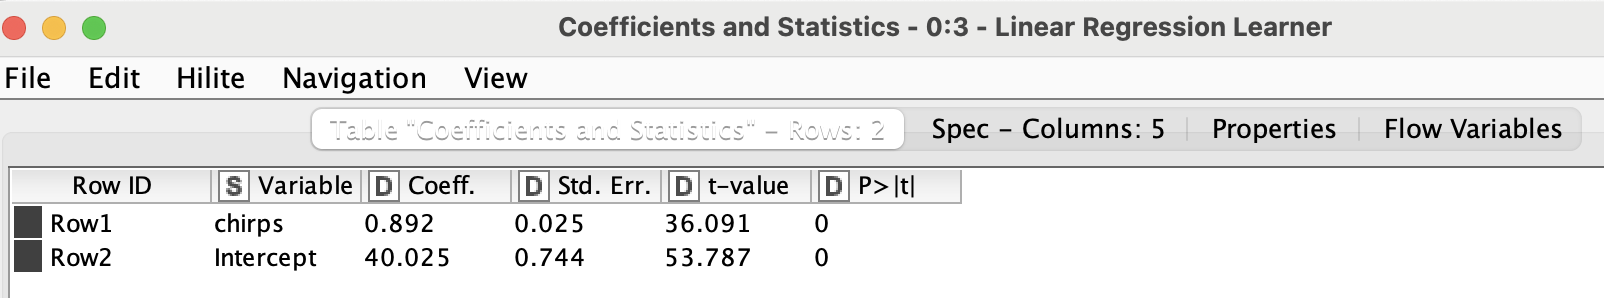 Coefficients and Statistics - 0:3 - Linear Regression Learner
File Edit Hilite Navigation View
Table "Coefficients and Statistics" - Rows: 2 Spec - Columns: 5 Properties Flow Variables
Row ID S Variable D Coeff. D Std. Err. D t-value D P>|t|
Row1 chirps 0.892 0.025 36.091 0
Row2 Intercept 40.025 0.744 53.787 0